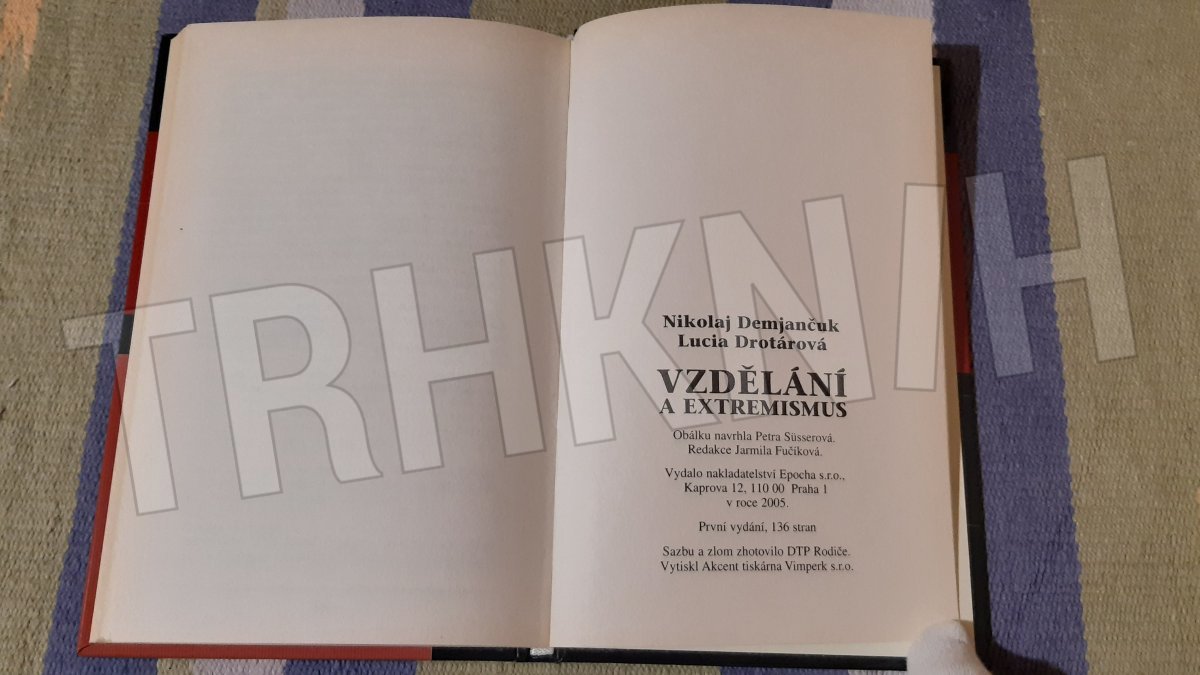 Nikolaj Demjančuk
Lucia Drotárová
VZDĚLÁNÍ
A EXTREMISMUS
Obálku navrhla Petra Süsserová.
Redakce Jarmila Fučíková.
Vydalo nakladatelství Epocha s.r.o.,
Kaprova 12, 110 00 Praha 1
v roce 2005.
První vydání, 136 stran
Sazbu a zlom zhotovilo DTP Rodiče.
Vytiskl Akcent tiskárna Vimperk s.r.o.
TRHKNIH